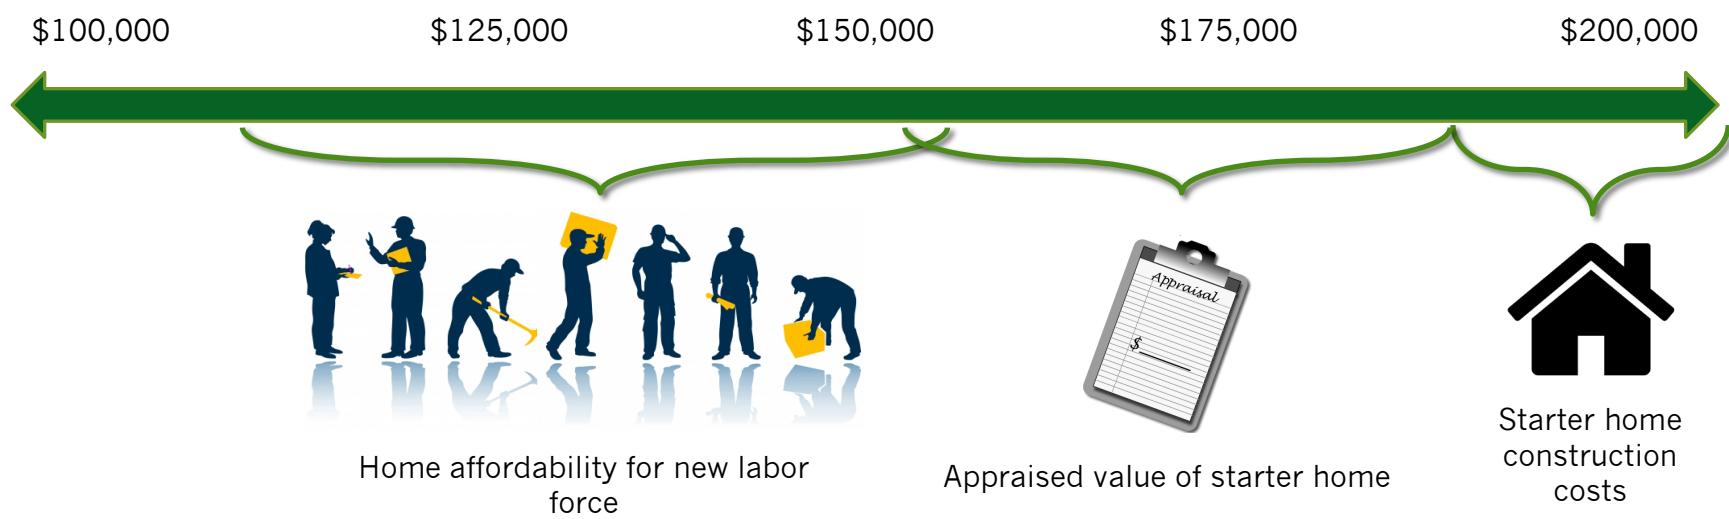 $100,000
$125,000
$150,000
$175,000
$200,000
Appraisal
$
Home affordability for new labor
force
Appraised value of starter home
Starter home
construction
costs